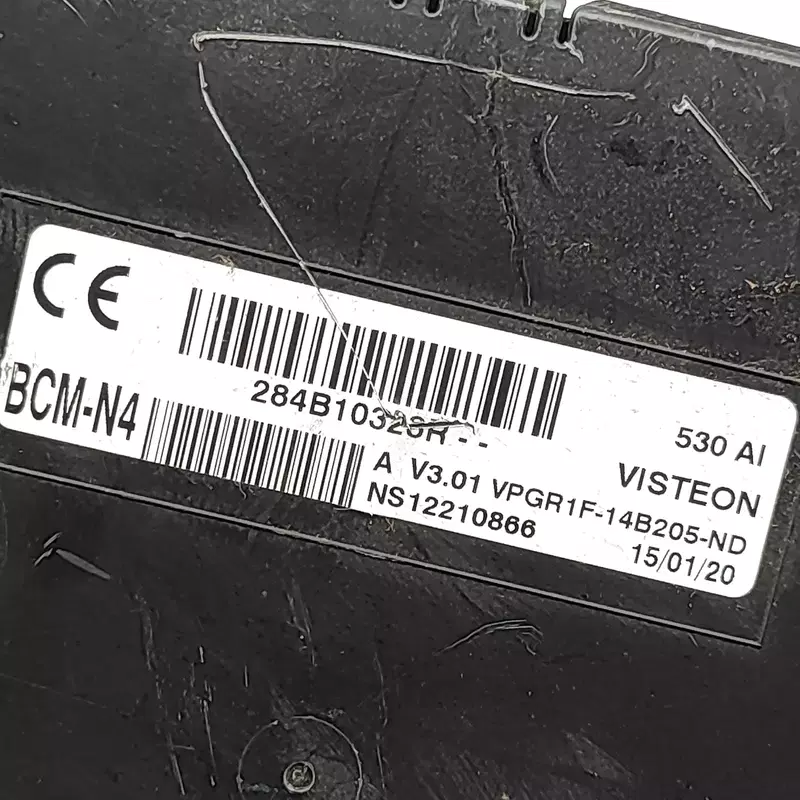 CE
284B10323R--
530 AI
BCM-N4
VISTEON
A V3.01 VPGR1F-14B205-ND
NS12210866
15/01/20